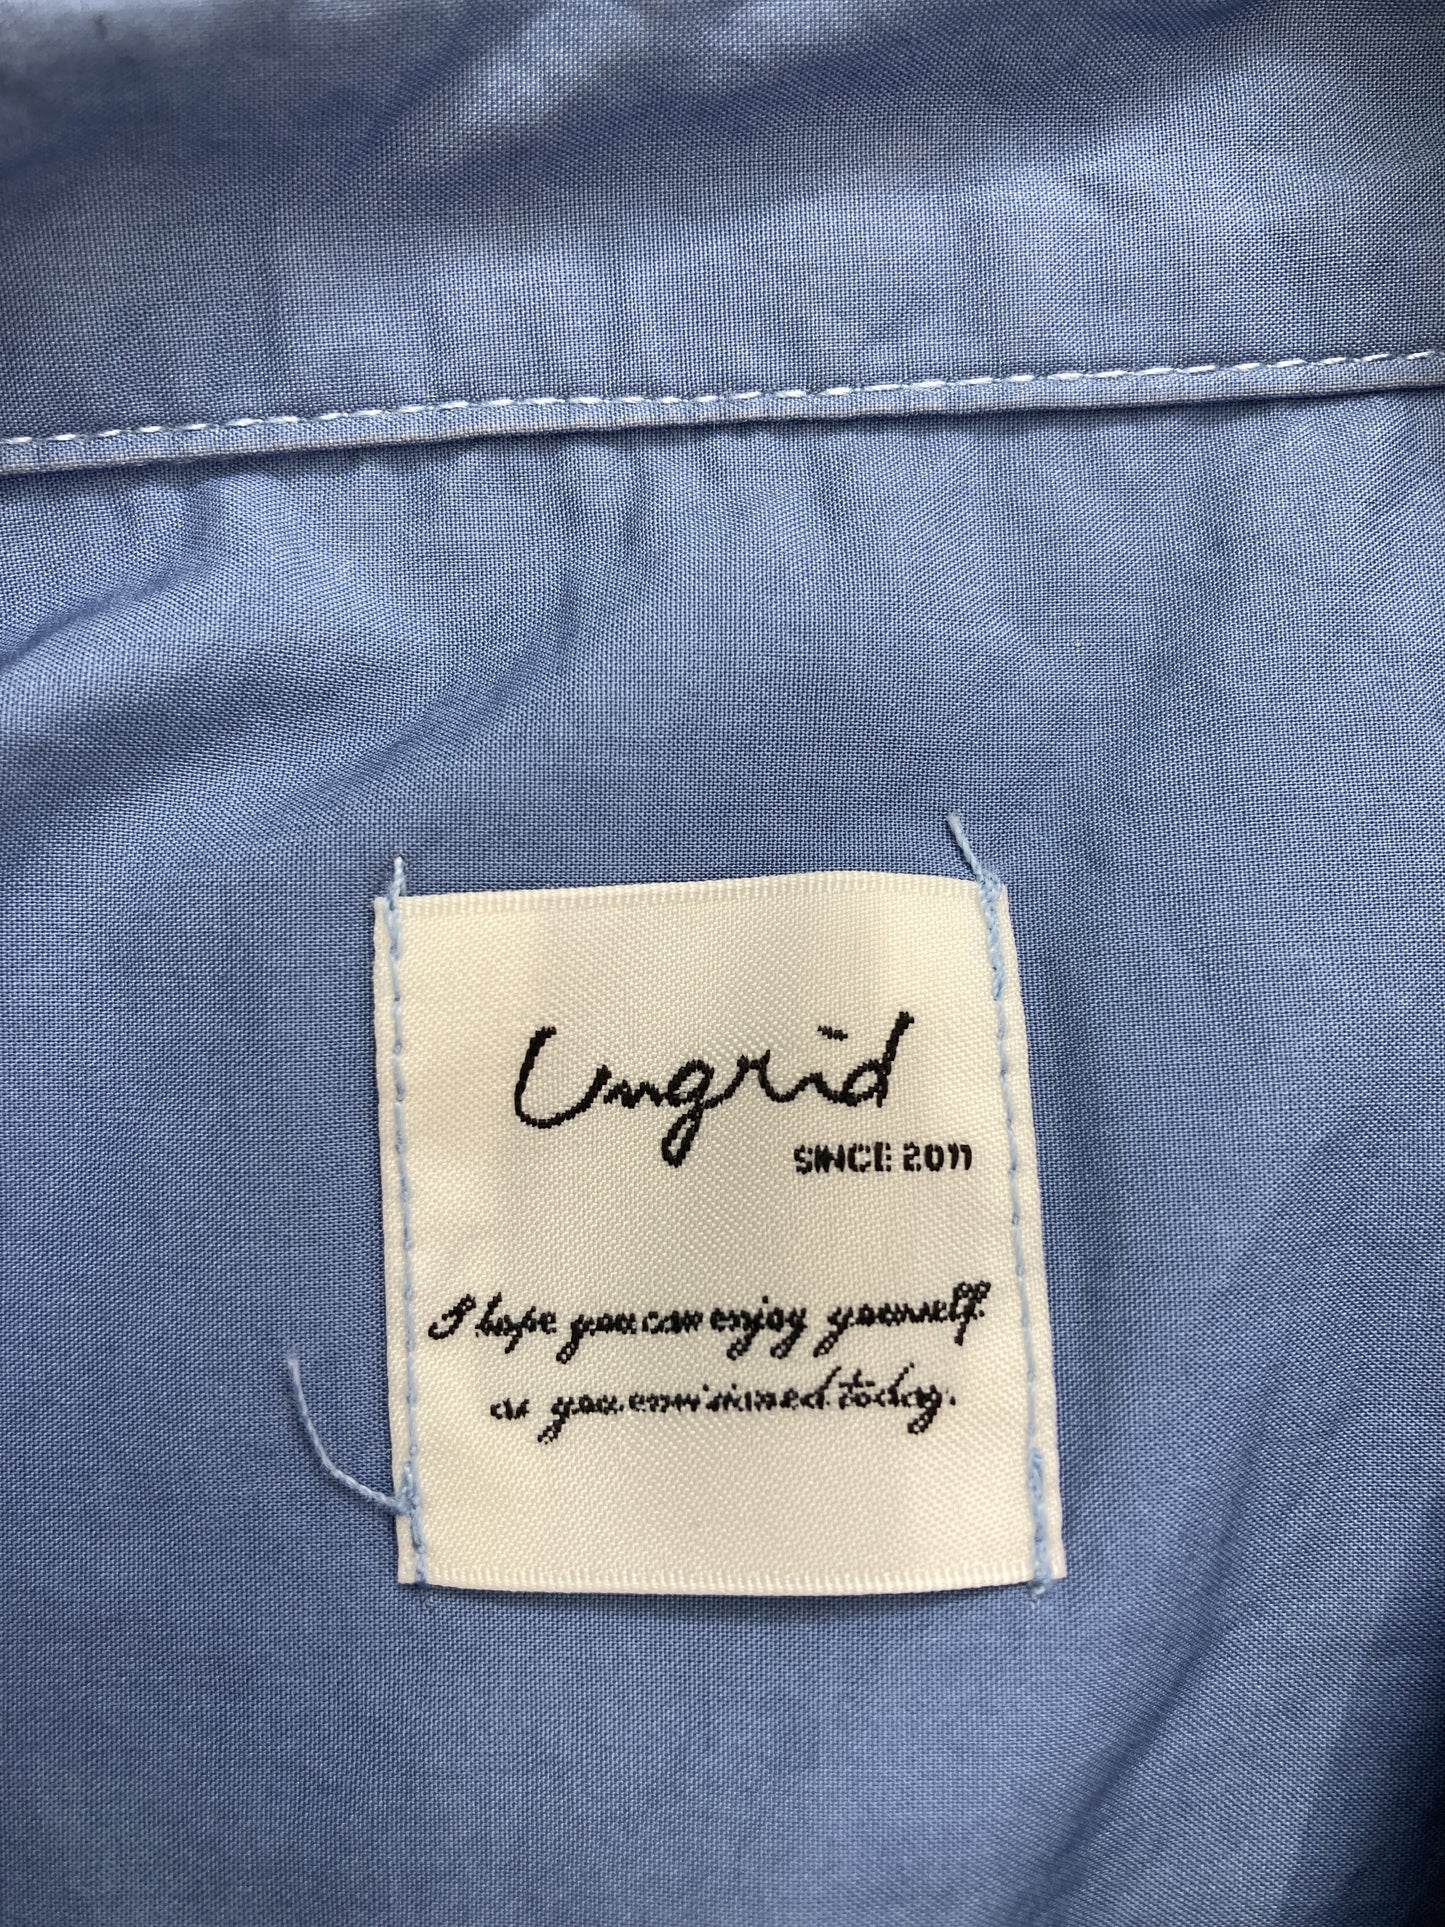 Ungrid
SINCE 2011
I hope you can enjoy yourself.
as you envisioned today.